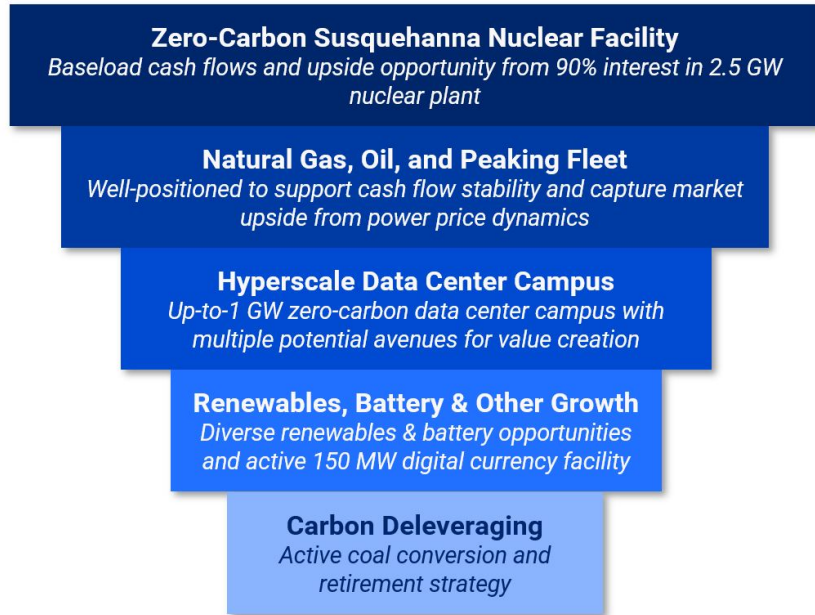 Zero-Carbon Susquehanna Nuclear Facility
Baseload cash flows and upside opportunity from 90% interest in 2.5 GW
nuclear plant
Natural Gas, Oil, and Peaking Fleet
Well-positioned to support cash flow stability and capture market
upside from power price dynamics
Hyperscale Data Center Campus
Up-to-1 GW zero-carbon data center campus with
multiple potential avenues for value creation
Renewables, Battery & Other Growth
Diverse renewables & battery opportunities
and active 150 MW digital currency facility
Carbon Deleveraging
Active coal conversion and
retirement strategy